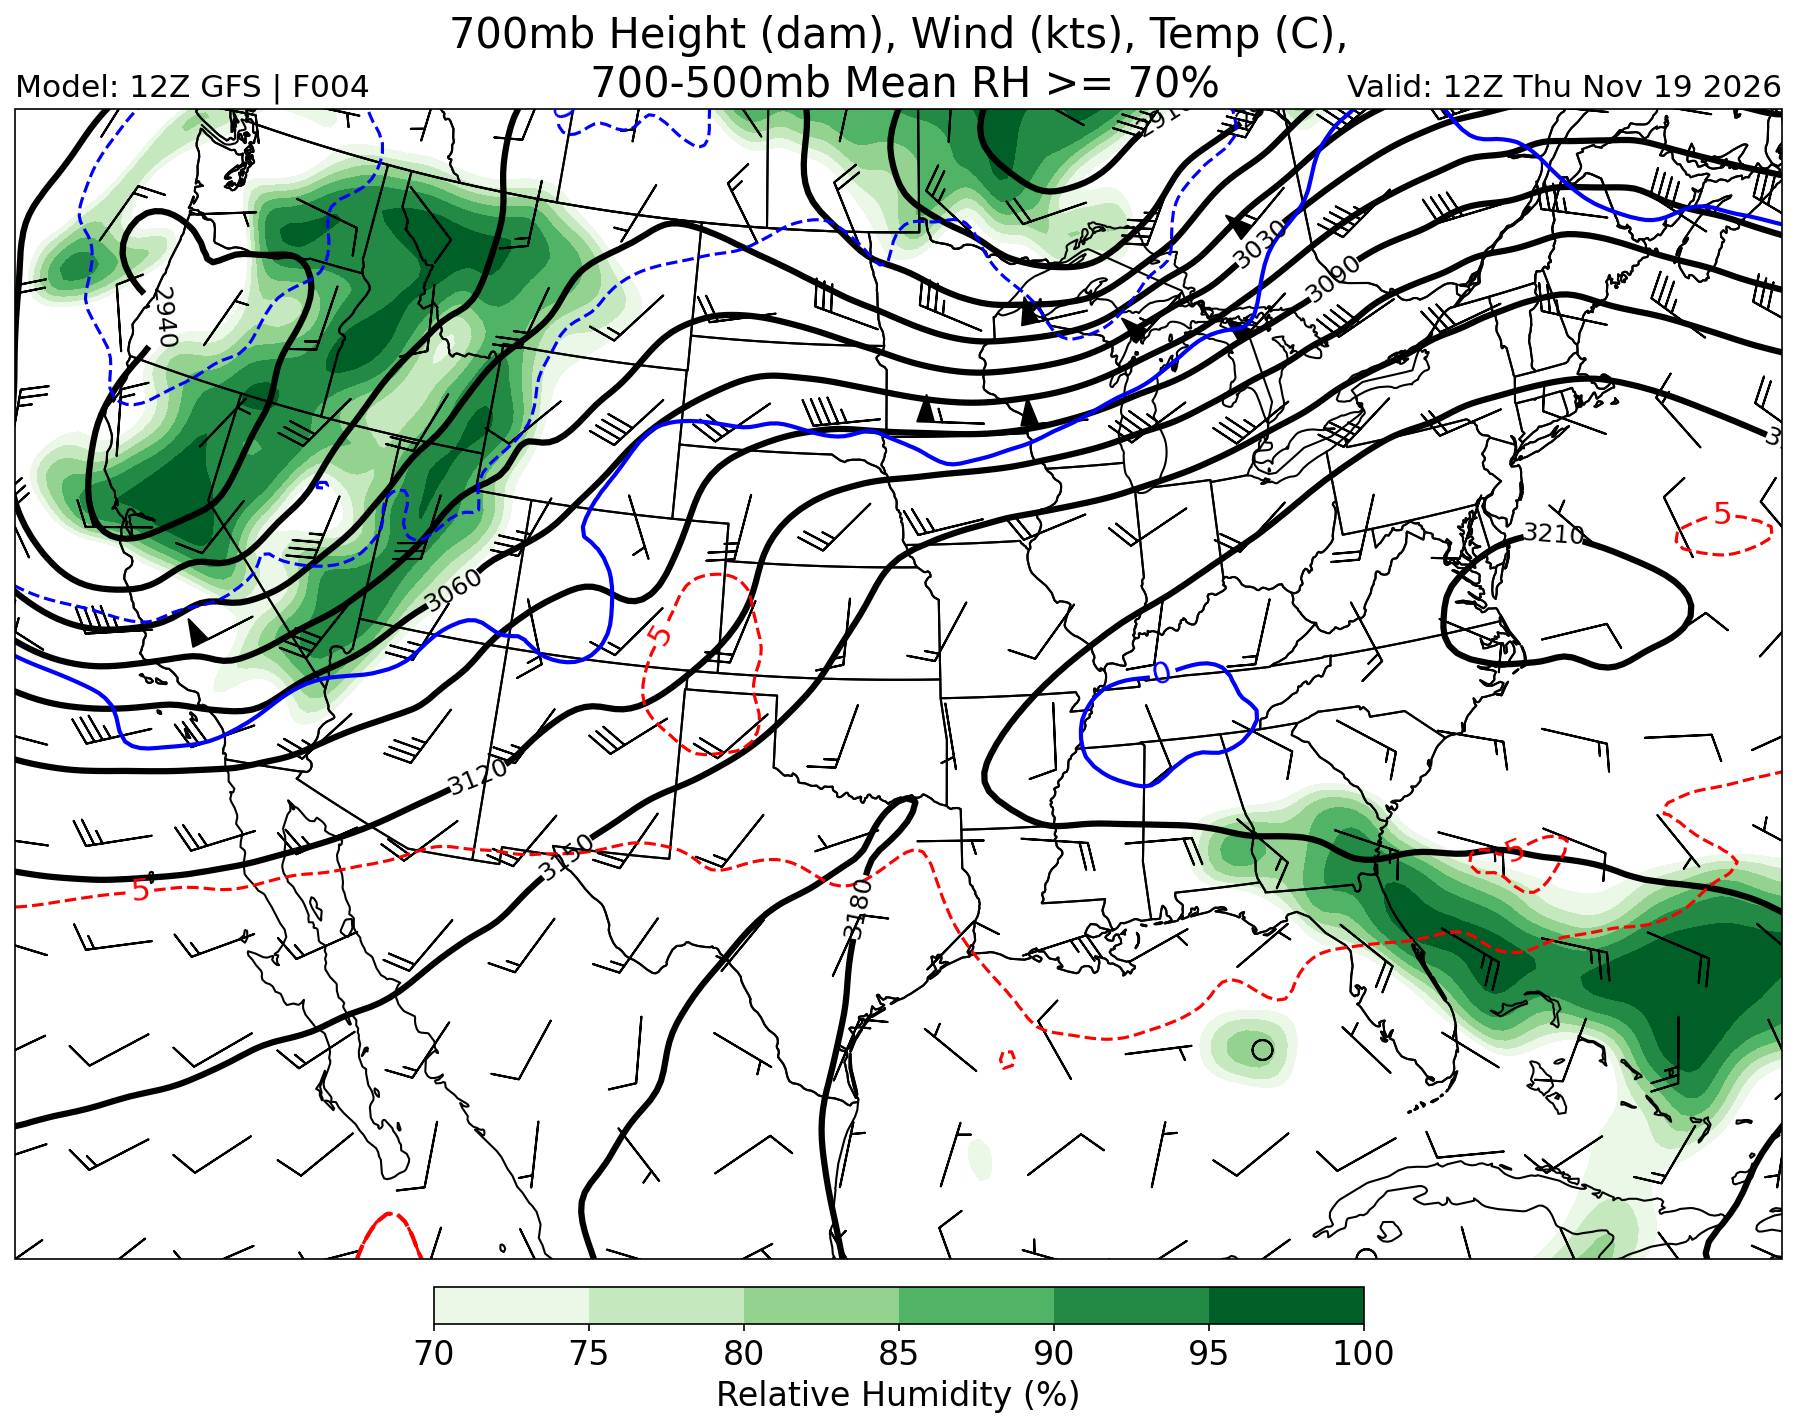 700mb Height (dam), Wind (kts), Temp (C),
700-500mb Mean RH >= 70%
Model: 12Z GFS | F004
Valid: 12Z Thu Nov 19 2026
3030
3090
2940
5
3210
3060
5
0
3120
5
3150
5
3180
70 75 80 85 90 95 100
Relative Humidity (%)